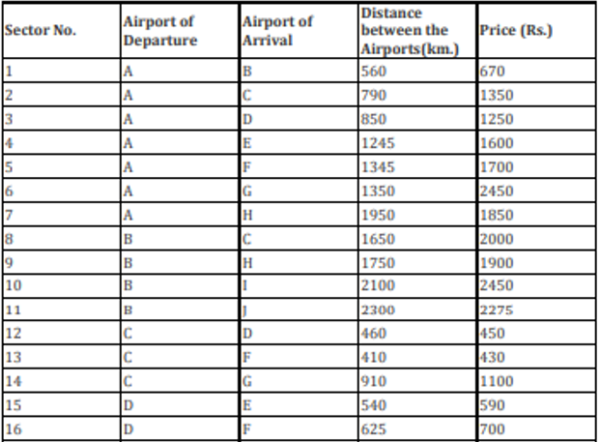 Sector No. Airport of Departure Airport of Arrival Distance between the Airports(km.) Price (Rs.)
1 A B 560 670
2 A C 790 1350
3 A D 850 1250
4 A E 1245 1600
5 A F 1345 1700
6 A G 1350 2450
7 A H 1950 1850
8 B C 1650 2000
9 B H 1750 1900
10 B I 2100 2450
11 B J 2300 2275
12 C D 460 450
13 C F 410 430
14 C G 910 1100
15 D E 540 590
16 D F 625 700